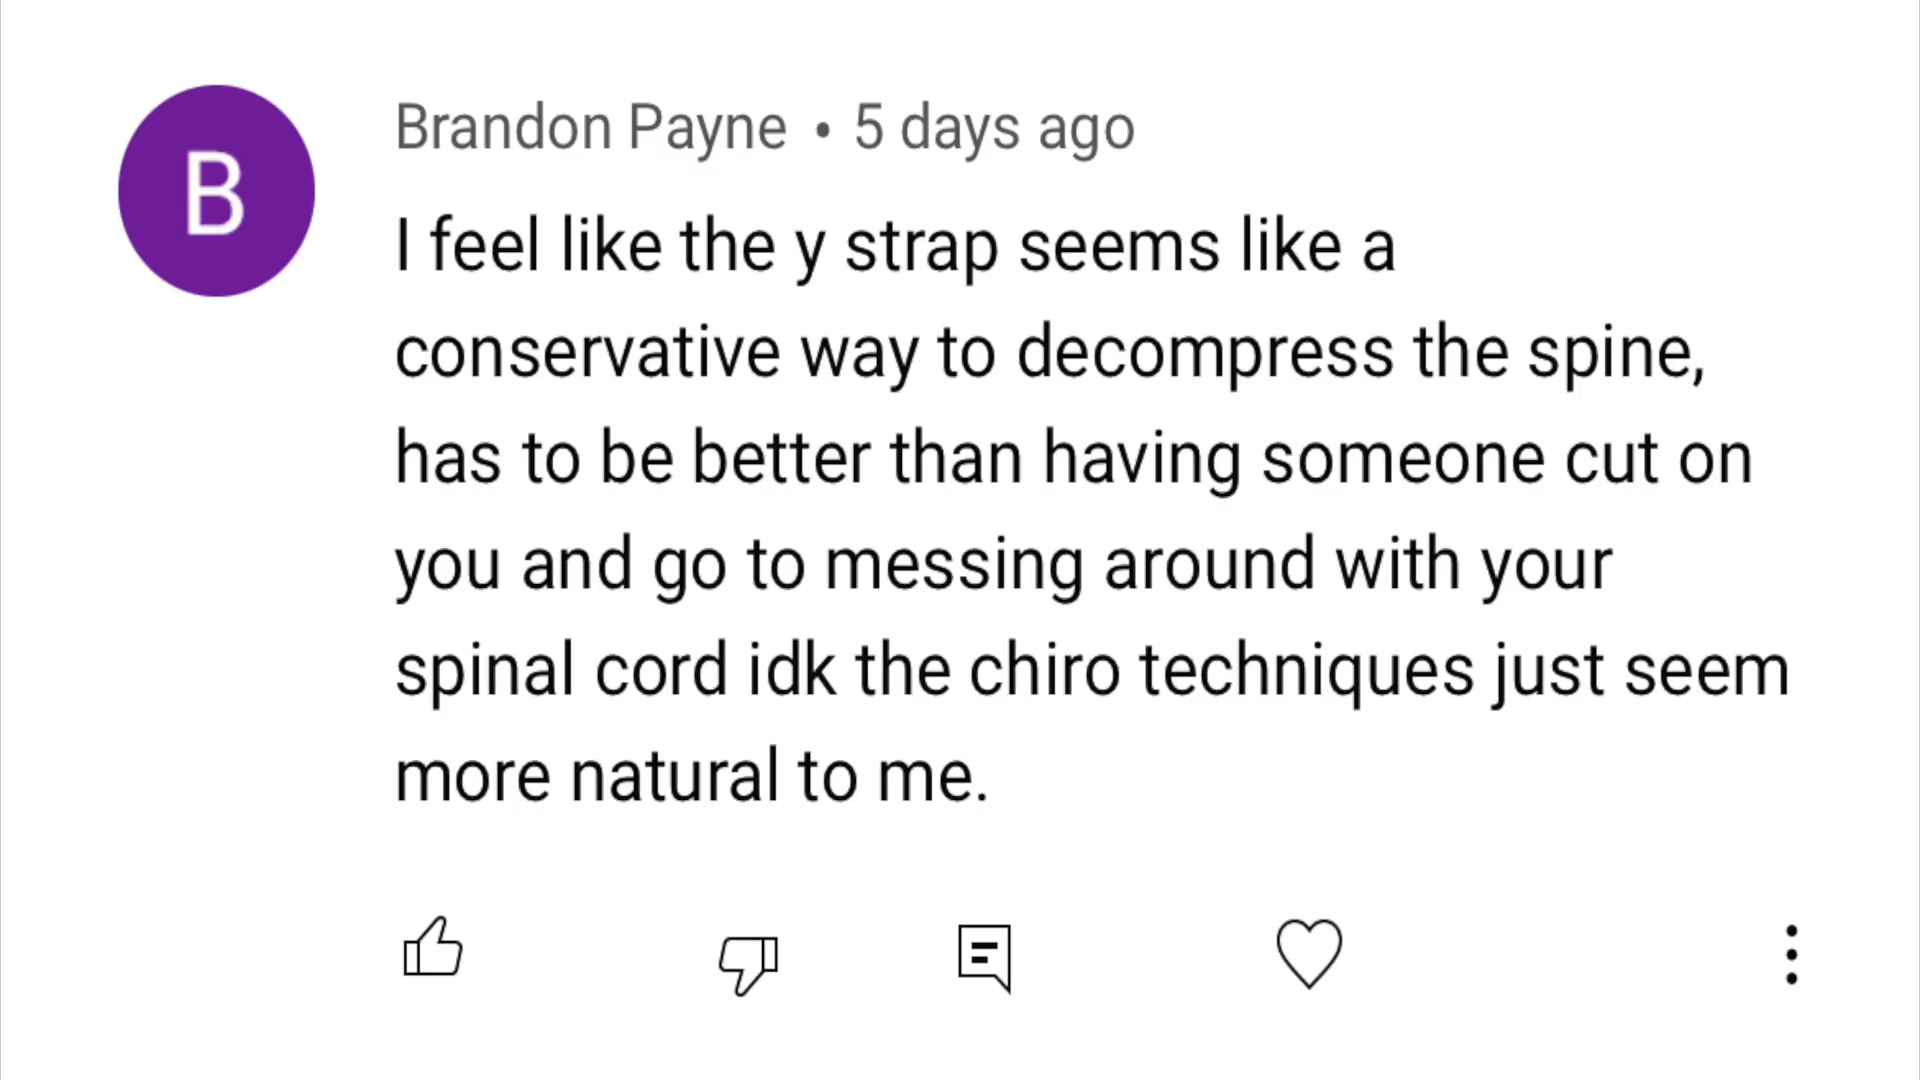 B
Brandon Payne • 5 days ago
I feel like the y strap seems like a
conservative way to decompress the spine,
has to be better than having someone cut on
you and go to messing around with your
spinal cord idk the chiro techniques just seem
more natural to me.